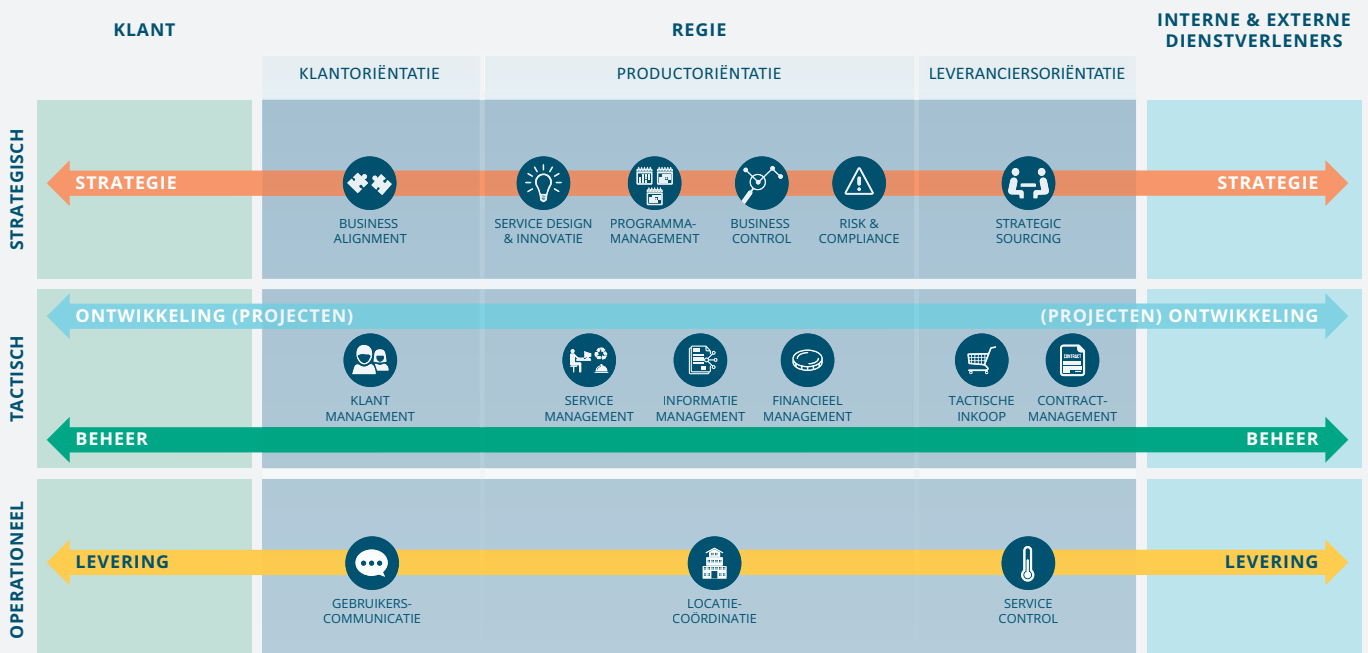 KLANT
REGIE
INTERNE & EXTERNE
DIENSTVERLENERS
KLANTORIËNTATIE
PRODUCTORIËNTATIE
LEVERANCIERSORIËNTATIE
STRATEGISCH
STRATEGIE
STRATEGIE
BUSINESS
ALIGNMENT
SERVICE DESIGN
& INNOVATIE
PROGRAMMA-
MANAGEMENT
BUSINESS
CONTROL
RISK &
COMPLIANCE
STRATEGIC
SOURCING
TACTISCH
ONTWIKKELING (PROJECTEN)
(PROJECTEN) ONTWIKKELING
KLANT
MANAGEMENT
SERVICE
MANAGEMENT
INFORMATIE
MANAGEMENT
FINANCIEEL
MANAGEMENT
TACTISCHE
INKOOP
CONTRACT
CONTRACT-
MANAGEMENT
BEHEER
BEHEER
OPERATIONEEL
LEVERING
LEVERING
GEBRUIKERS-
COMMUNICATIE
LOCATIE-
COÖRDINATIE
SERVICE
CONTROL